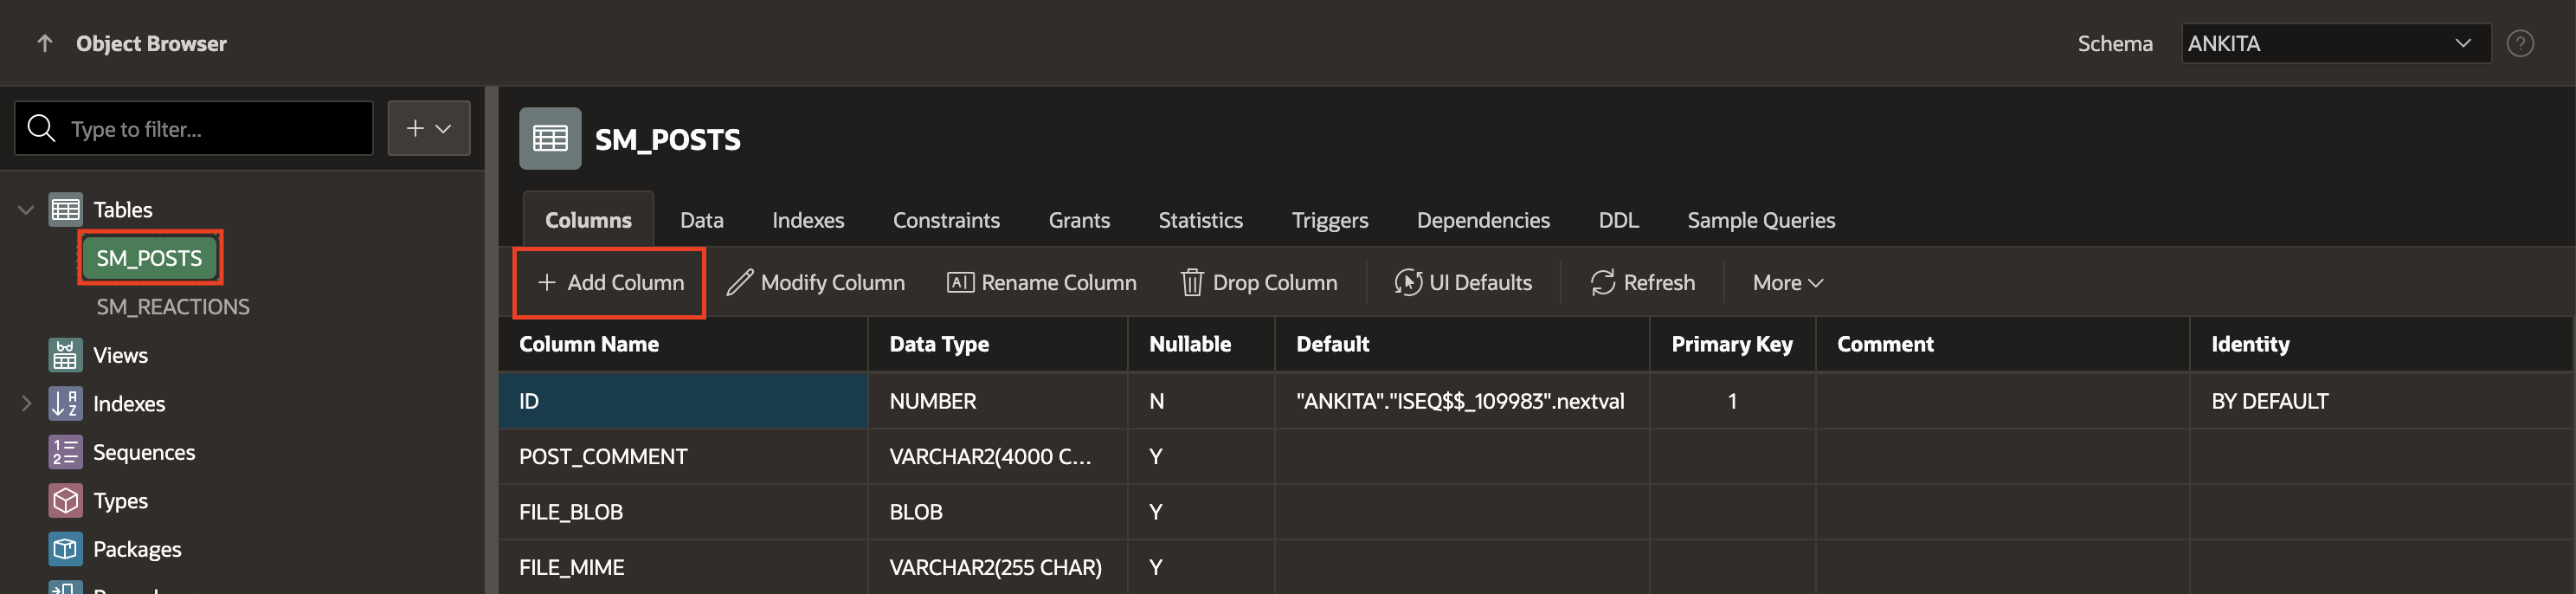 Object Browser
Schema ANKITA
Type to filter...
Tables
SM_POSTS
SM_REACTIONS
Views
Indexes
Sequences
Types
Packages
SM_POSTS
Columns Data Indexes Constraints Grants Statistics Triggers Dependencies DDL Sample Queries
Add Column Modify Column Rename Column Drop Column UI Defaults Refresh More
Column Name Data Type Nullable Default Primary Key Comment Identity
ID NUMBER N "ANKITA"."ISEQ$$_109983".nextval 1 BY DEFAULT
POST_COMMENT VARCHAR2(4000 C... Y
FILE_BLOB BLOB Y
FILE_MIME VARCHAR2(255 CHAR) Y